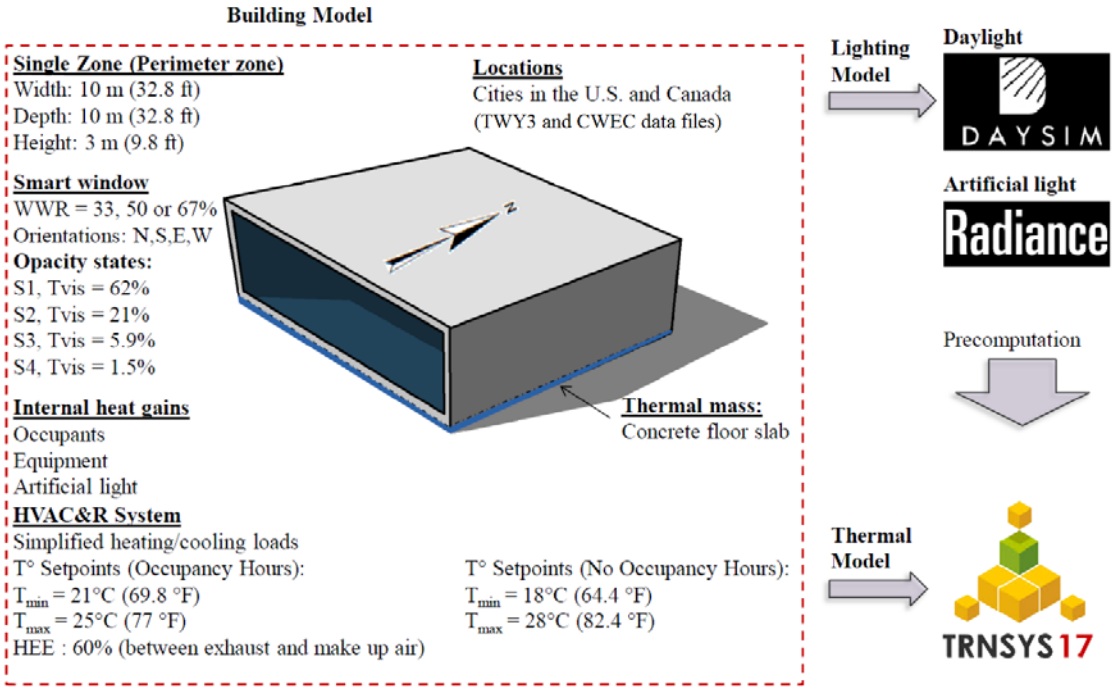 Building Model
Single Zone (Perimeter zone)
Width: 10 m (32.8 ft)
Depth: 10 m (32.8 ft)
Height: 3 m (9.8 ft)
Smart window
WWR = 33, 50 or 67%
Orientations: N,S,E,W
Opacity states:
S1, Tvis = 62%
S2, Tvis = 21%
S3, Tvis = 5.9%
S4, Tvis = 1.5%
Internal heat gains
Occupants
Equipment
Artificial light
HVAC&R System
Simplified heating/cooling loads
T° Setpoints (Occupancy Hours):
Tmin = 21°C (69.8 °F)
Tmax = 25°C (77 °F)
HEE : 60% (between exhaust and make up air)
T° Setpoints (No Occupancy Hours):
Tmin = 18°C (64.4 °F)
Tmax = 28°C (82.4 °F)
Locations
Cities in the U.S. and Canada
(TWY3 and CWEC data files)
N
Thermal mass:
Concrete floor slab
Lighting
Model
Daylight
DAYSIM
Artificial light
Radiance
Precomputation
Thermal
Model
TRNSYS 17